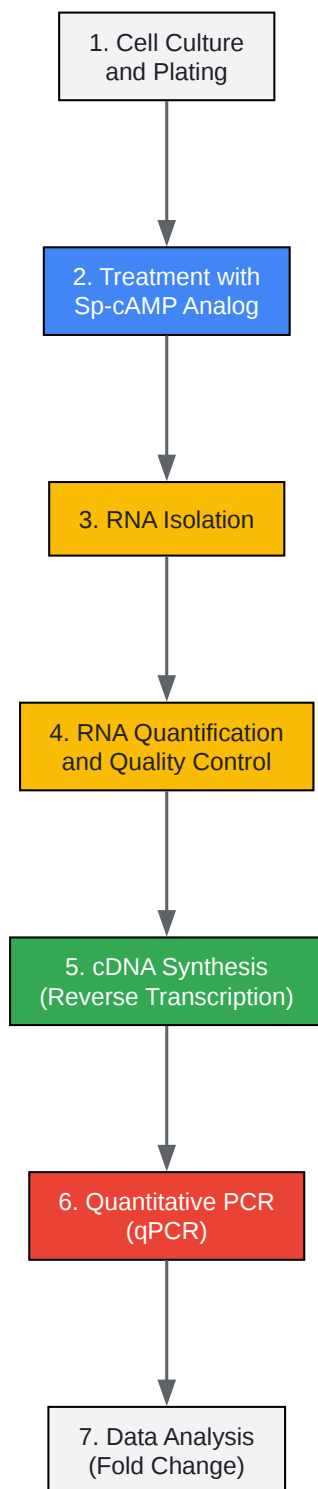 1. Cell Culture
and Plating
2. Treatment with
Sp-cAMP Analog
3. RNA Isolation
4. RNA Quantification
and Quality Control
5. cDNA Synthesis
(Reverse Transcription)
6. Quantitative PCR
(qPCR)
7. Data Analysis
(Fold Change)